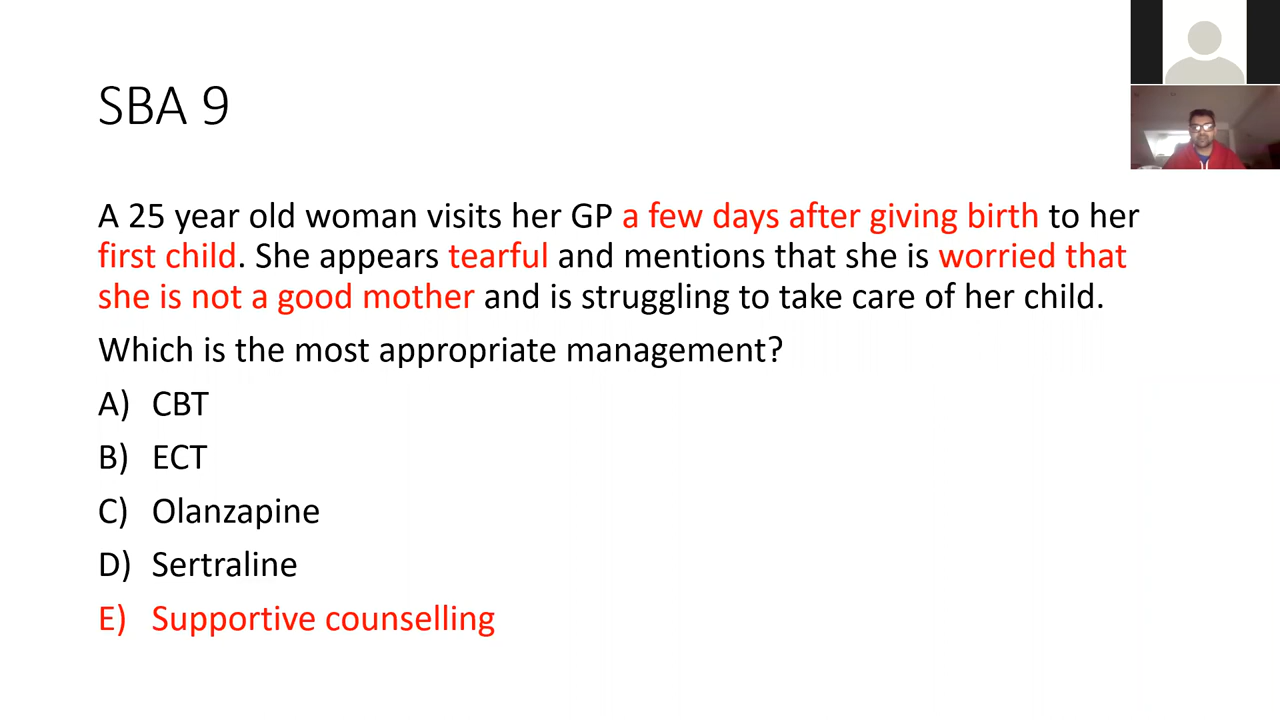 SBA 9
A 25 year old woman visits her GP a few days after giving birth to her
first child. She appears tearful and mentions that she is worried that
she is not a good mother and is struggling to take care of her child.
Which is the most appropriate management?
A) CBT
B) ECT
C) Olanzapine
D) Sertraline
E) Supportive counselling